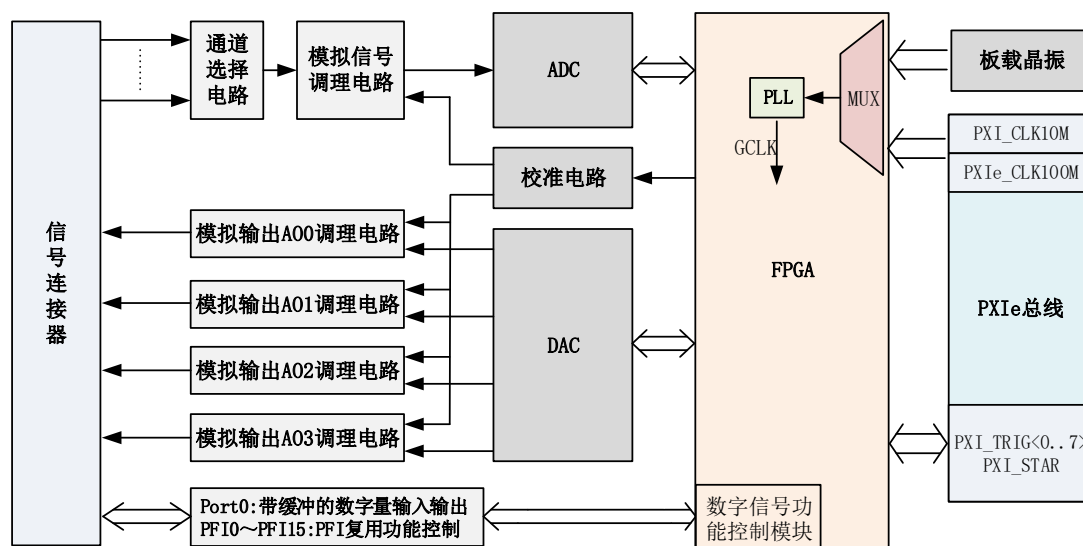 信
号
连
接
器
通道
选择
电路
模拟信号
调理电路
ADC
校准电路
模拟输出AO0调理电路
模拟输出AO1调理电路
模拟输出AO2调理电路
模拟输出AO3调理电路
DAC
Port0:带缓冲的数字量输入输出
PFI0～PFI15:PFI复用功能控制
PLL
MUX
GCLK
FPGA
数字信号功
能控制模块
板载晶振
PXI_CLK10M
PXIe_CLK100M
PXIe总线
PXI_TRIG<0..7>
PXI_STAR